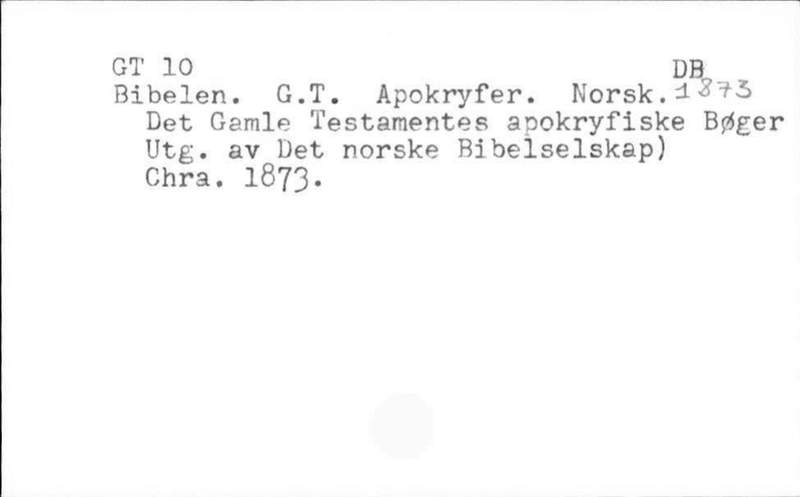 GT 10 DB
Bibelen. G.T. Apokryfer. Norsk. 1873
Det Gamle Testamentes apokryfiske Bøger
Utg. av Det norske Bibelselskap)
Chra. 1873.